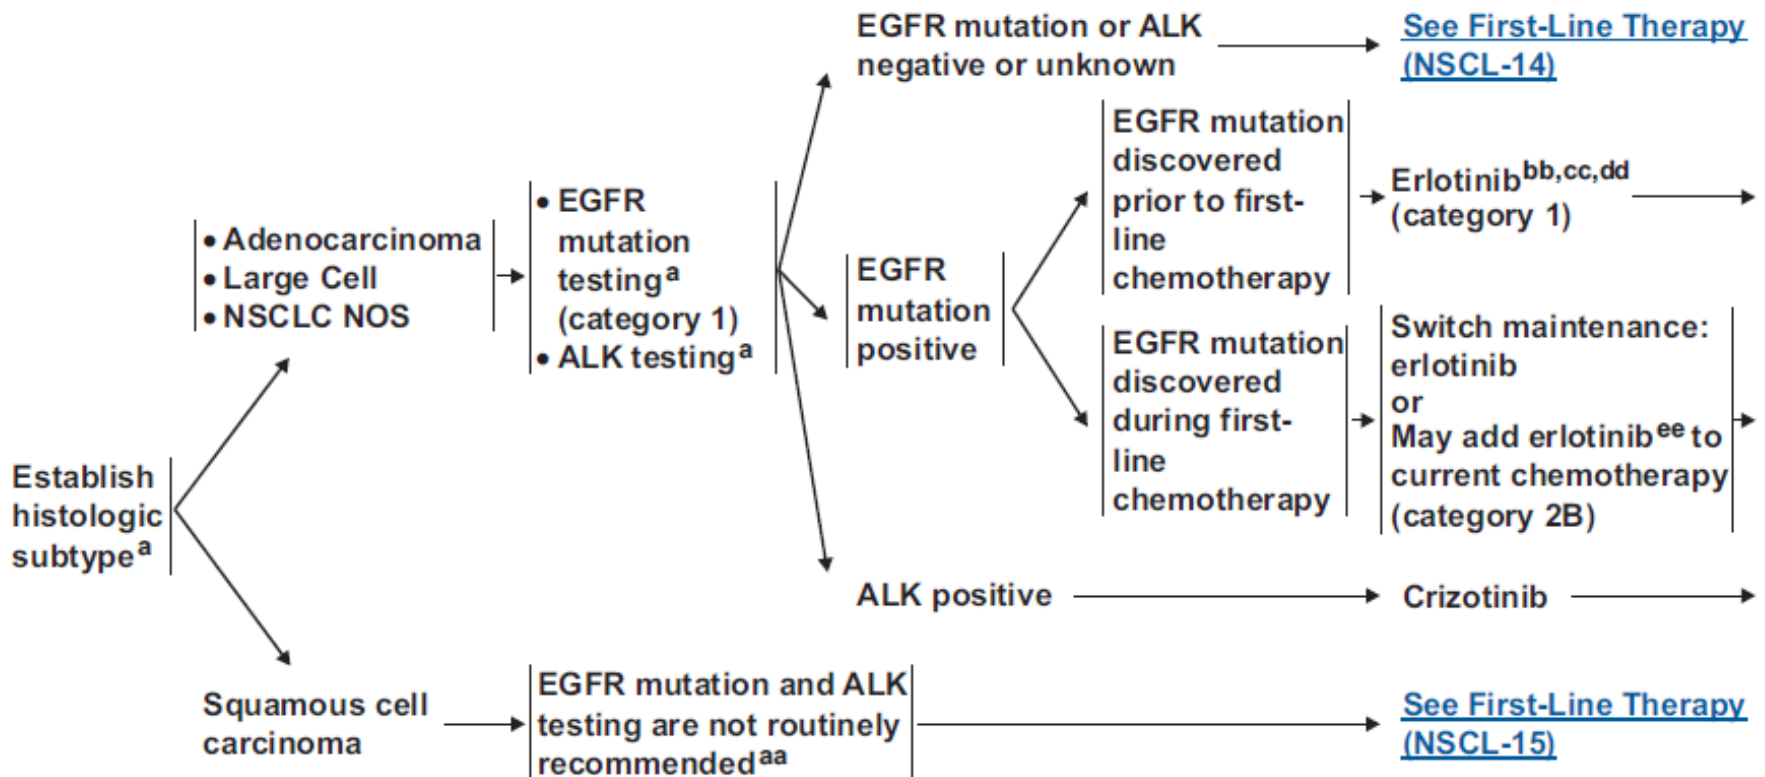 Establish
histologic
subtypeᵃ
• Adenocarcinoma
• Large Cell
• NSCLC NOS
Squamous cell
carcinoma
• EGFR
mutation
testingᵃ
(category 1)
• ALK testingᵃ
EGFR mutation and ALK
testing are not routinely
recommendedᵃᵃ
EGFR mutation or ALK
negative or unknown
See First-Line Therapy
(NSCL-14)
EGFR
mutation
positive
EGFR mutation
discovered
prior to first-
line
chemotherapy
Erlotinibᵇᵇ,ᶜᶜ,ᵈᵈ
(category 1)
EGFR mutation
discovered
during first-
line
chemotherapy
Switch maintenance:
erlotinib
or
May add erlotinibᵉᵉ to
current chemotherapy
(category 2B)
ALK positive
Crizotinib
See First-Line Therapy
(NSCL-15)